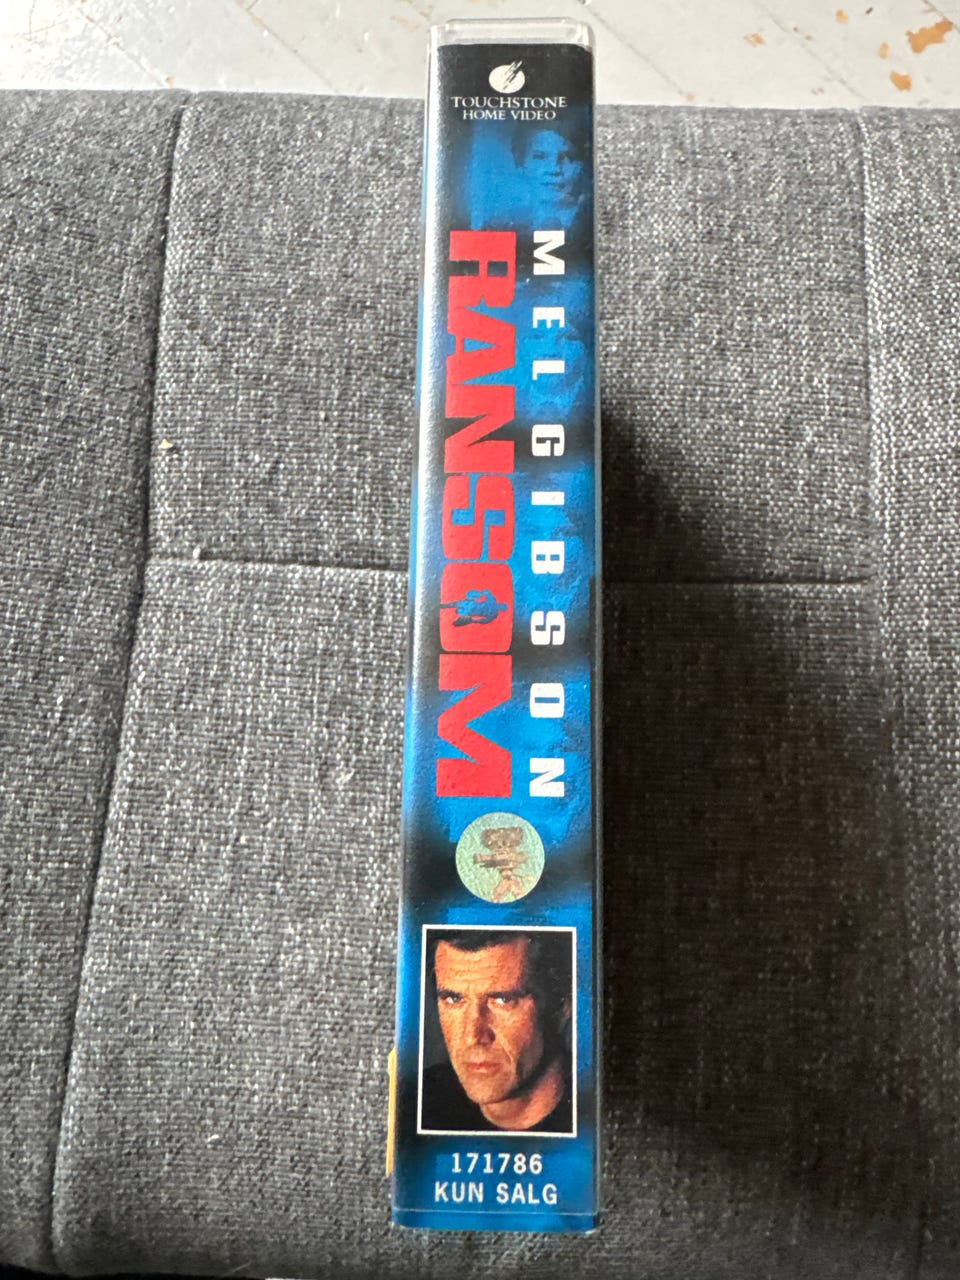 TOUCHSTONE
HOME VIDEO
MEL GIBSON
RANSOM
171786
KUN SALG